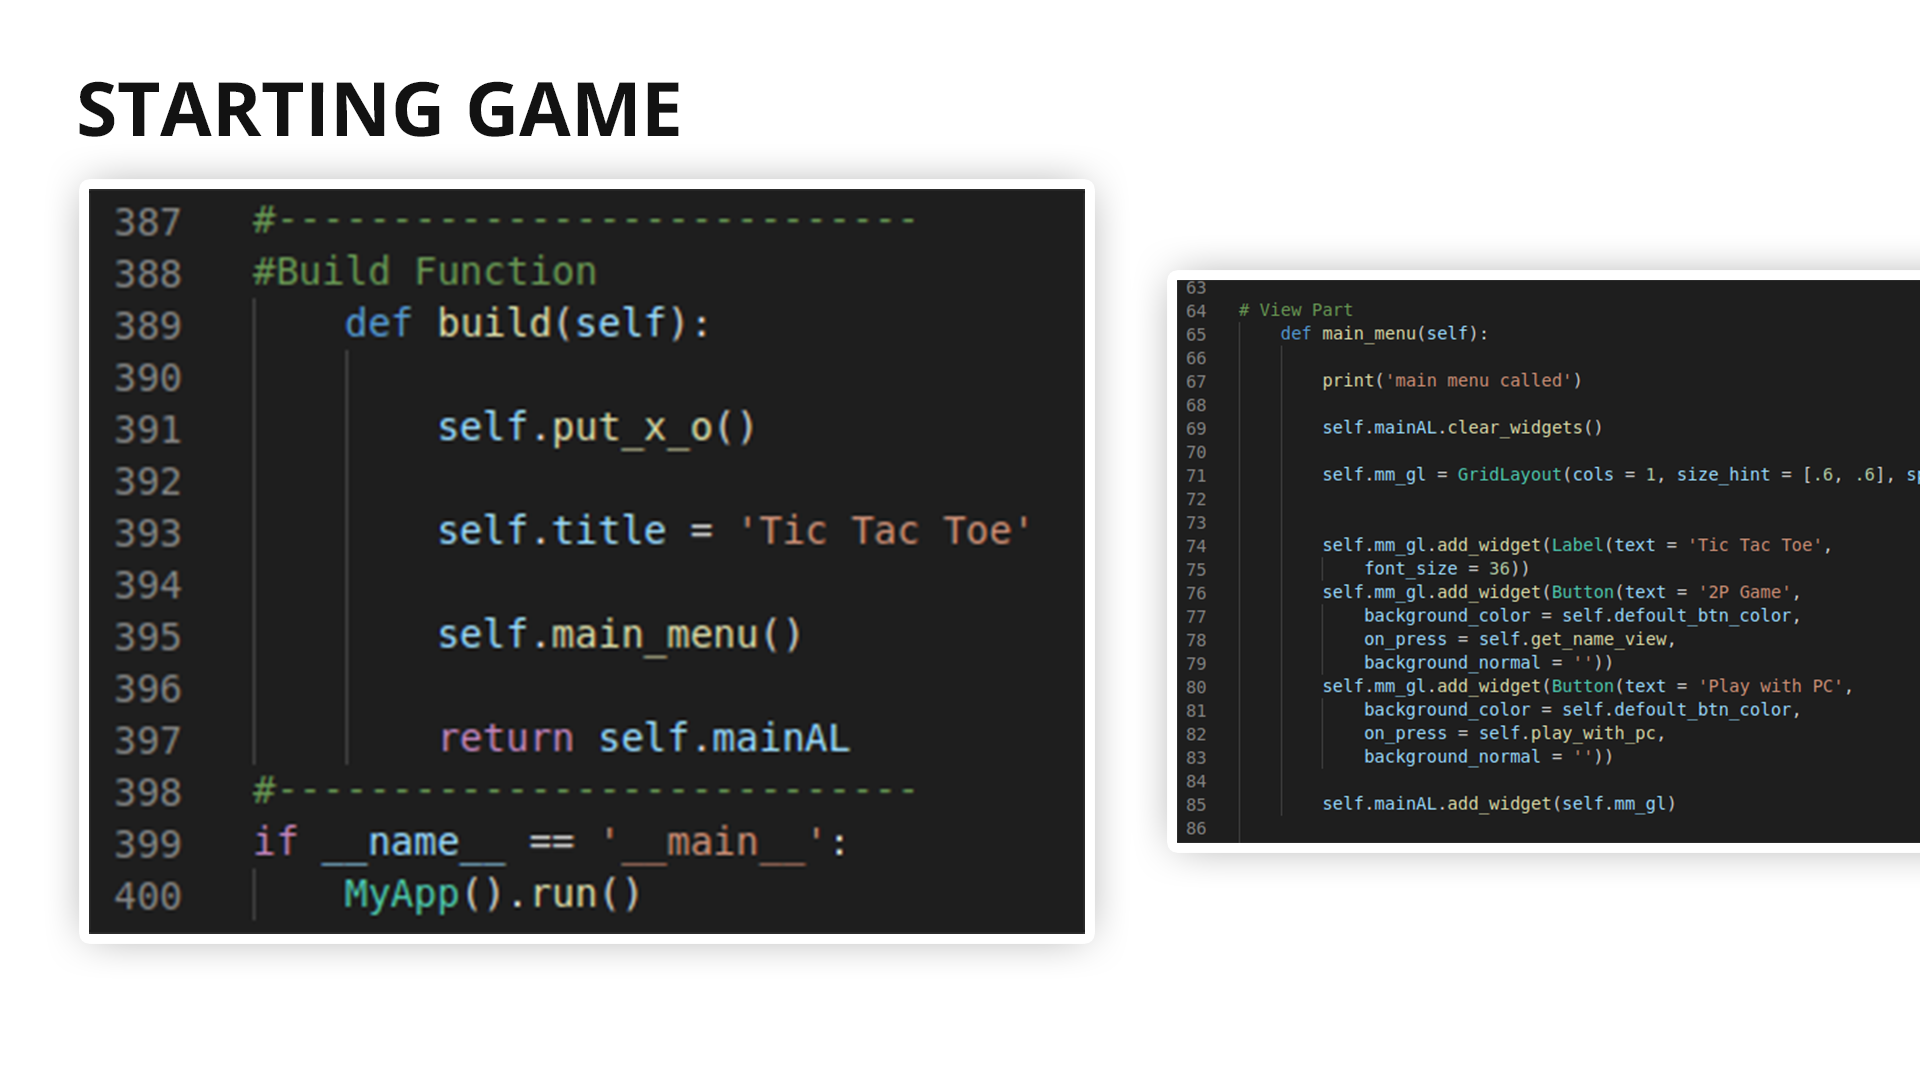 STARTING GAME
387 #----------------------------
388 #Build Function
389 def build(self):
390
391 self.put_x_o()
392
393 self.title = 'Tic Tac Toe'
394
395 self.main_menu()
396
397 return self.mainAL
398 #----------------------------
399 if __name__ == '__main__':
400 MyApp().run()
63
64 # View Part
65 def main_menu(self):
66
67 print('main menu called')
68
69 self.mainAL.clear_widgets()
70
71 self.mm_gl = GridLayout(cols = 1, size_hint = [.6, .6], sp
72
73
74 self.mm_gl.add_widget(Label(text = 'Tic Tac Toe',
75 font_size = 36))
76 self.mm_gl.add_widget(Button(text = '2P Game',
77 background_color = self.defoult_btn_color,
78 on_press = self.get_name_view,
79 background_normal = ''))
80 self.mm_gl.add_widget(Button(text = 'Play with PC',
81 background_color = self.defoult_btn_color,
82 on_press = self.play_with_pc,
83 background_normal = ''))
84
85 self.mainAL.add_widget(self.mm_gl)
86